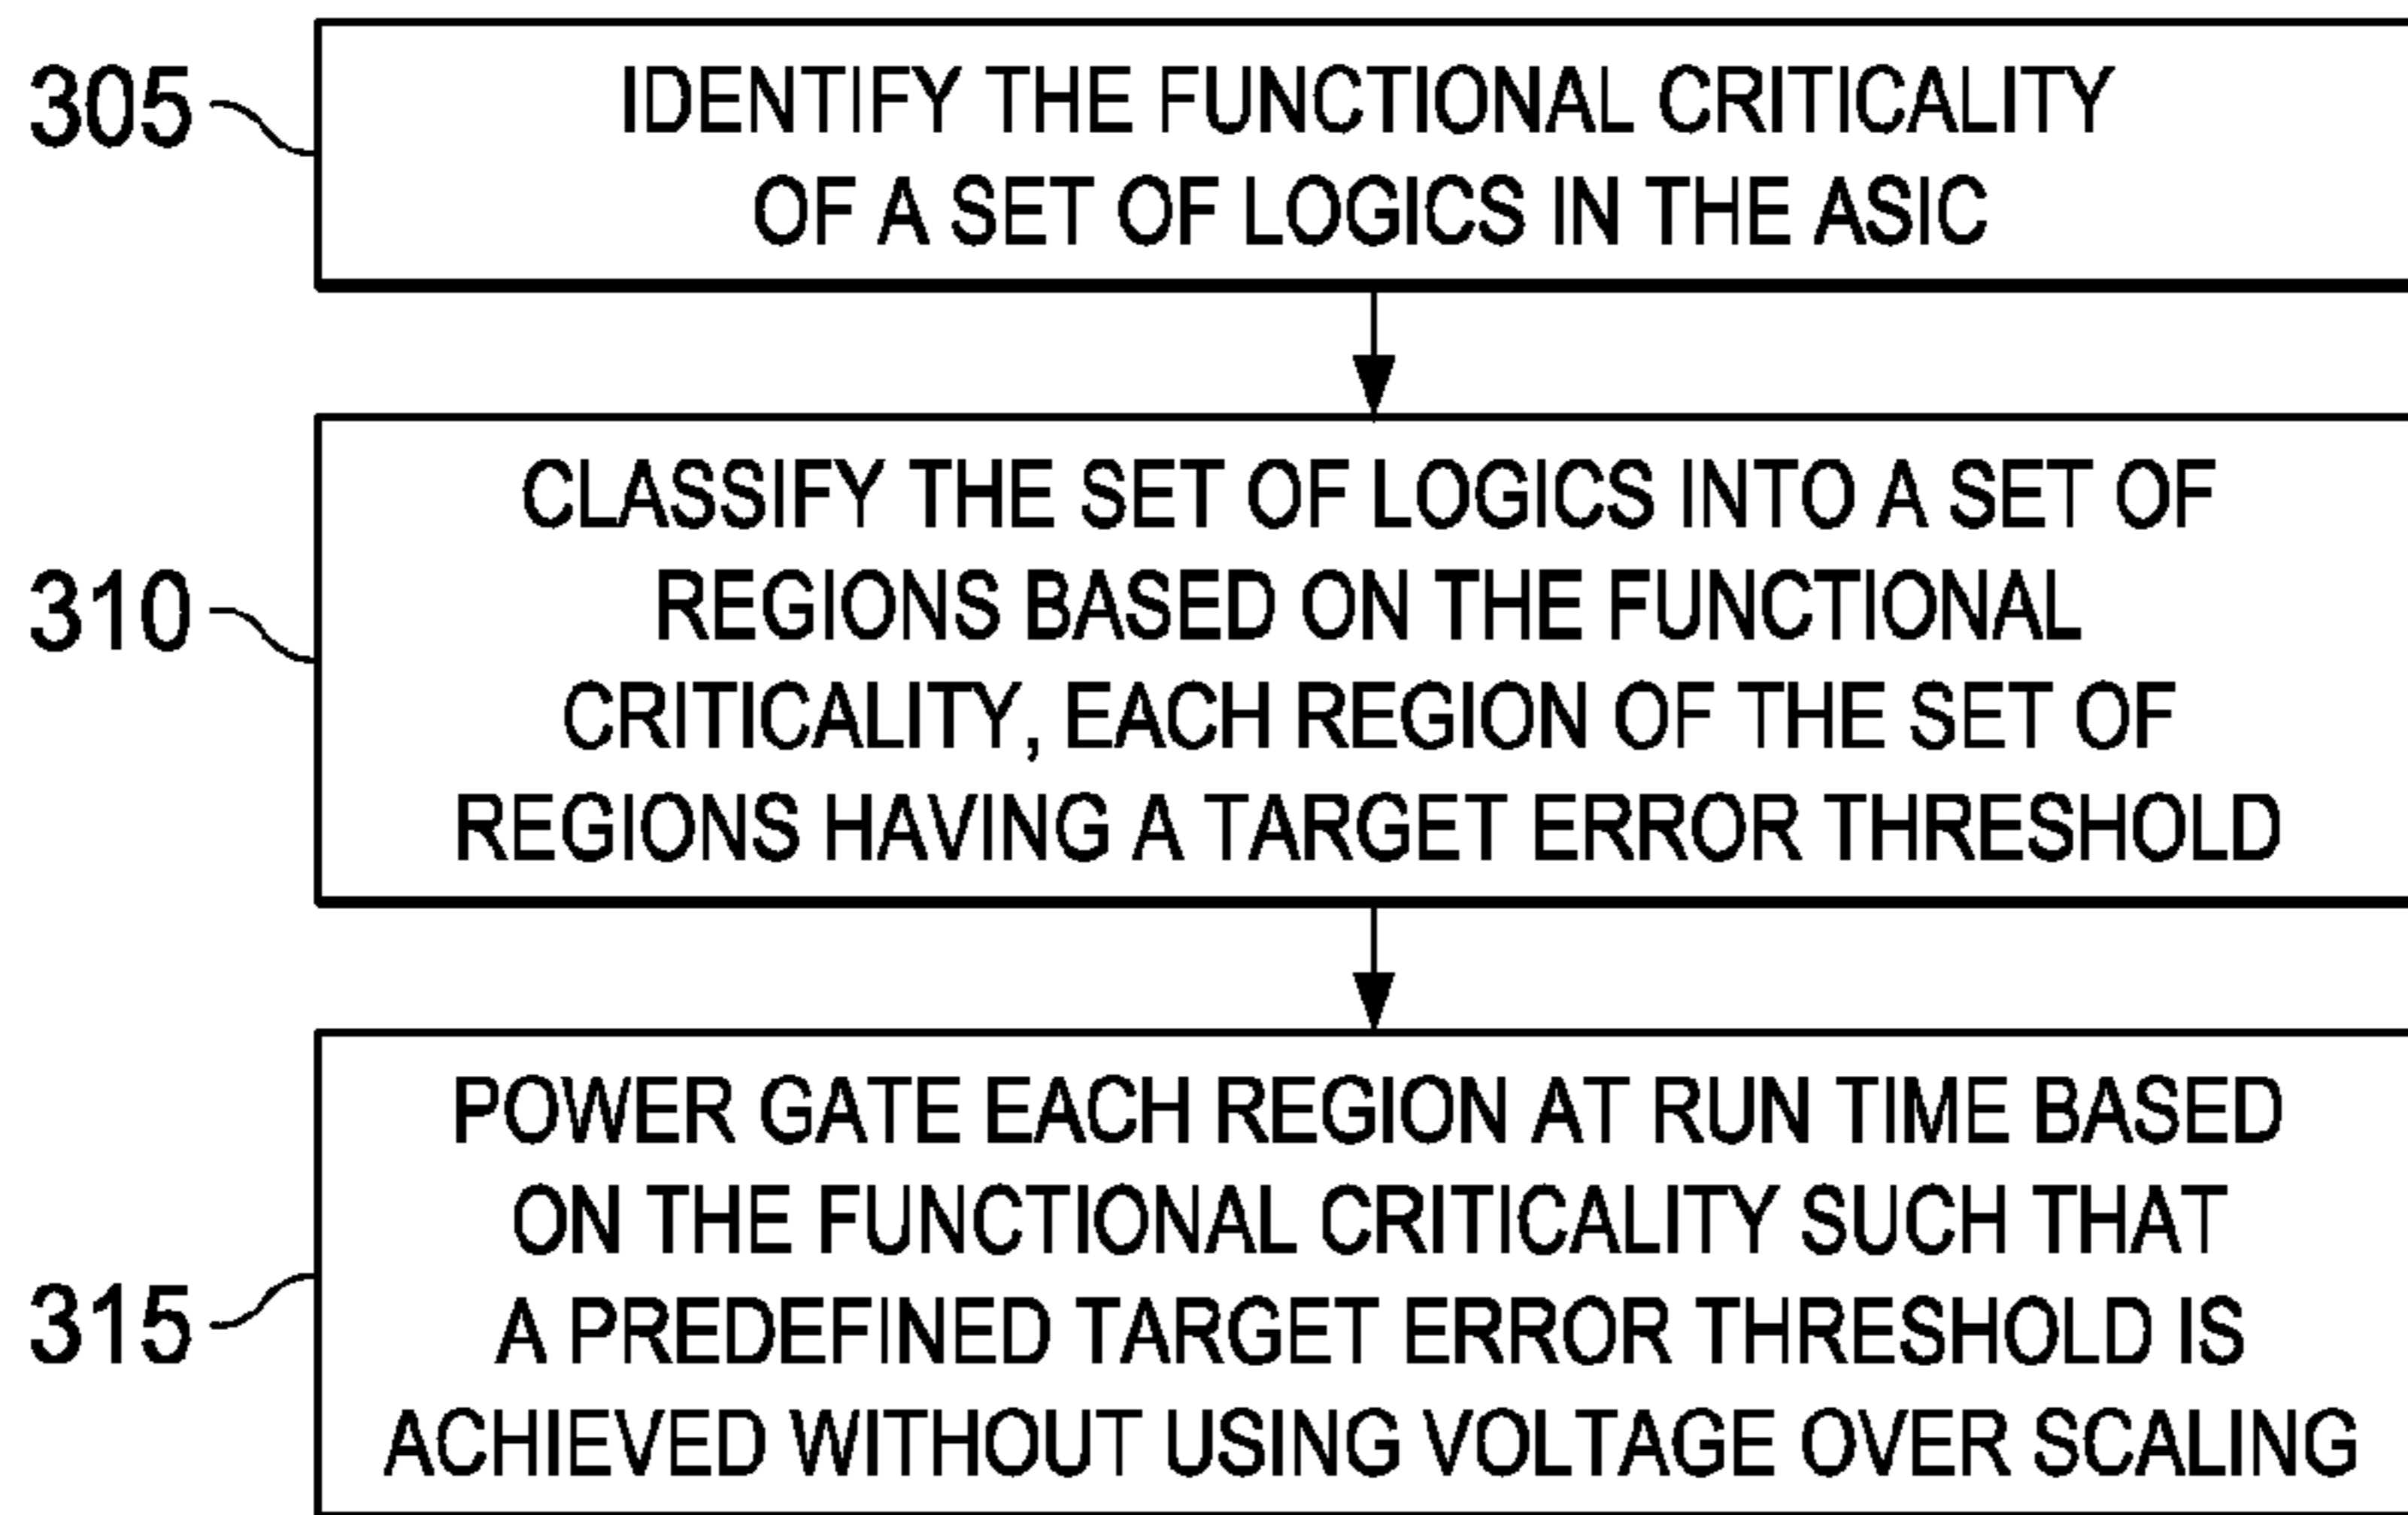 305
IDENTIFY THE FUNCTIONAL CRITICALITY
OF A SET OF LOGICS IN THE ASIC
310
CLASSIFY THE SET OF LOGICS INTO A SET OF
REGIONS BASED ON THE FUNCTIONAL
CRITICALITY, EACH REGION OF THE SET OF
REGIONS HAVING A TARGET ERROR THRESHOLD
315
POWER GATE EACH REGION AT RUN TIME BASED
ON THE FUNCTIONAL CRITICALITY SUCH THAT
A PREDEFINED TARGET ERROR THRESHOLD IS
ACHIEVED WITHOUT USING VOLTAGE OVER SCALING